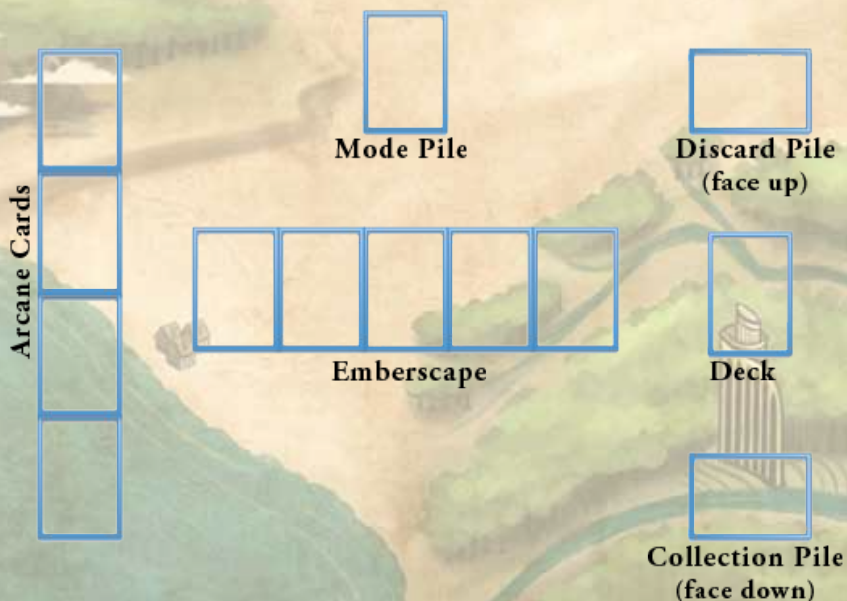 Mode Pile
Discard Pile
(face up)
Arcane Cards
Emberscape
Deck
Collection Pile
(face down)